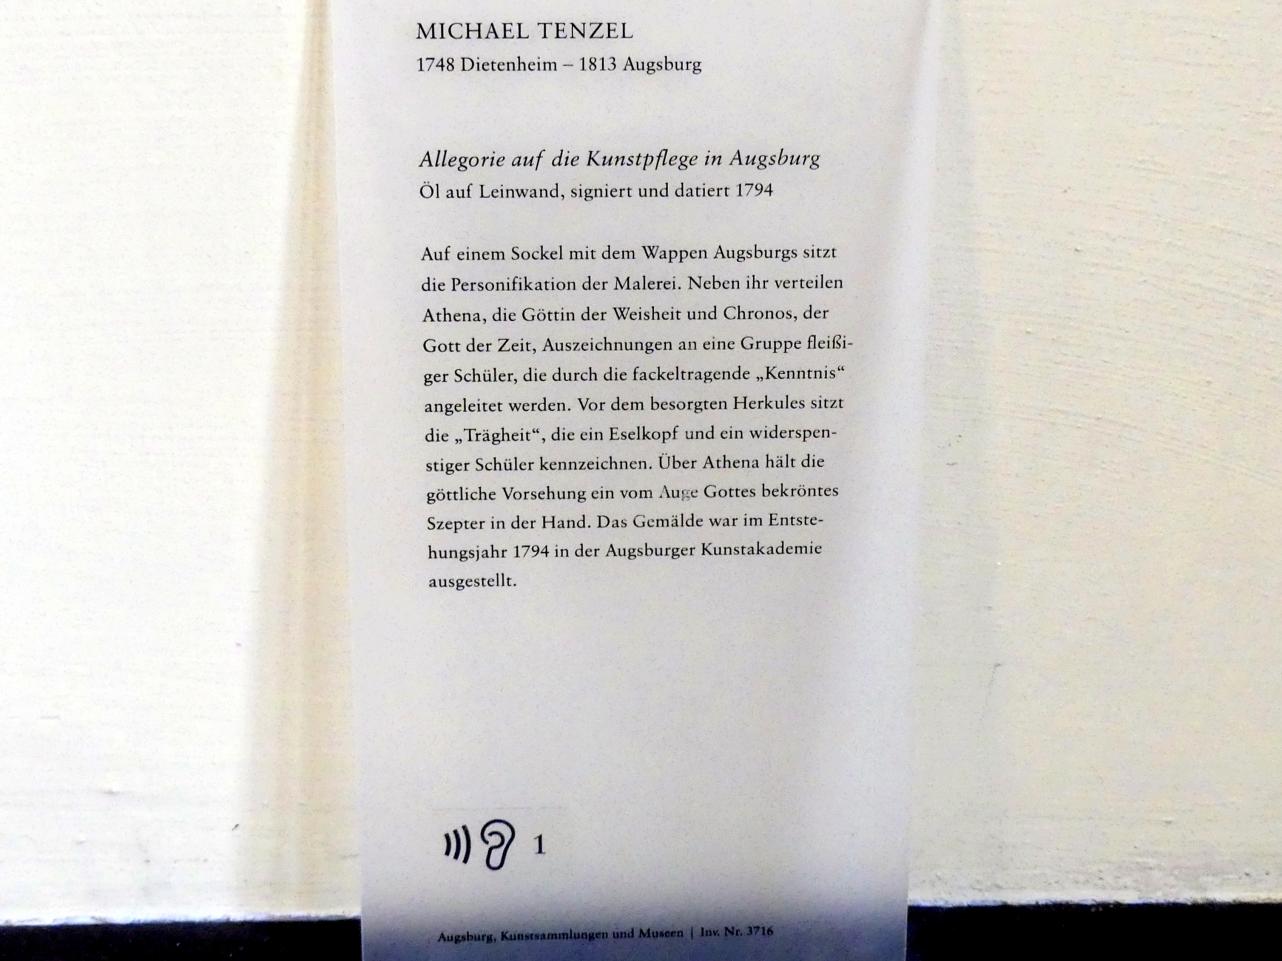 MICHAEL TENZEL
1748 Dietenheim – 1813 Augsburg
Allegorie auf die Kunstpflege in Augsburg
Öl auf Leinwand, signiert und datiert 1794
Auf einem Sockel mit dem Wappen Augsburgs sitzt
die Personifikation der Malerei. Neben ihr verteilen
Athena, die Göttin der Weisheit und Chronos, der
Gott der Zeit, Auszeichnungen an eine Gruppe fleißi-
ger Schüler, die durch die fackeltragende „Kenntnis“
angeleitet werden. Vor dem besorgten Herkules sitzt
die „Trägheit“, die ein Eselkopf und ein widerspen-
stiger Schüler kennzeichnen. Über Athena hält die
göttliche Vorsehung ein vom Auge Gottes bekröntes
Szepter in der Hand. Das Gemälde war im Entste-
hungsjahr 1794 in der Augsburger Kunstakademie
ausgestellt.
1
Augsburg, Kunstsammlungen und Museen | Inv. Nr. 3716